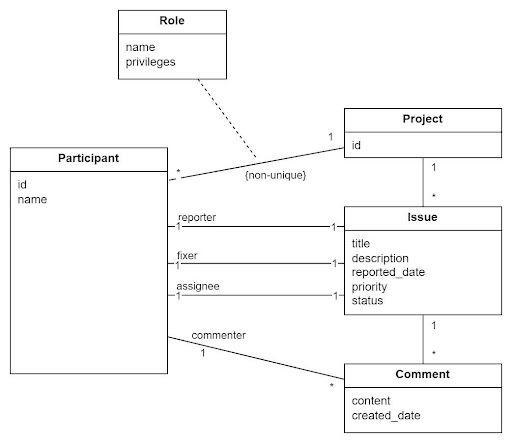 Role
name
privileges
Project
id
1
*
{non-unique}
Participant
id
name
1
*
reporter
1
1
Issue
title
description
reported_date
priority
status
fixer
1
1
assignee
1
1
commenter
1
*
1
*
Comment
content
created_date